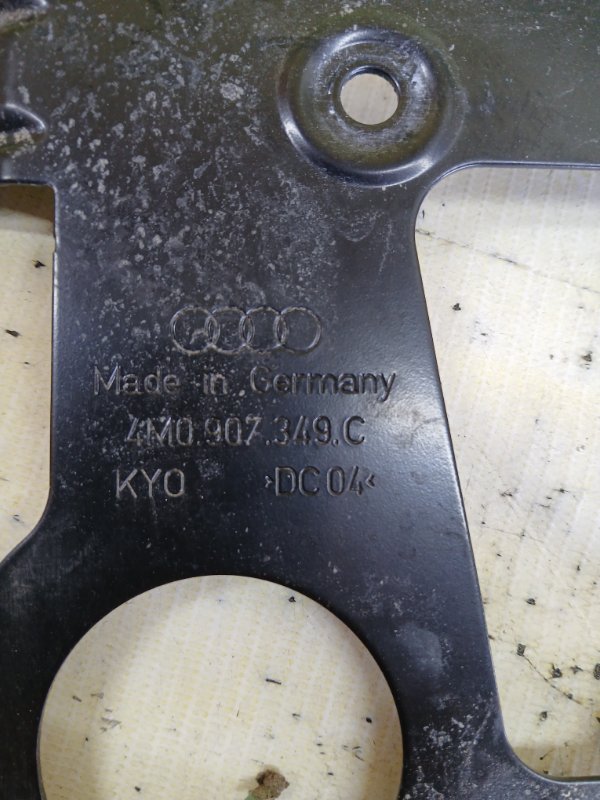 Made in Germany
4M0.907.349.C
KYO >DC04<